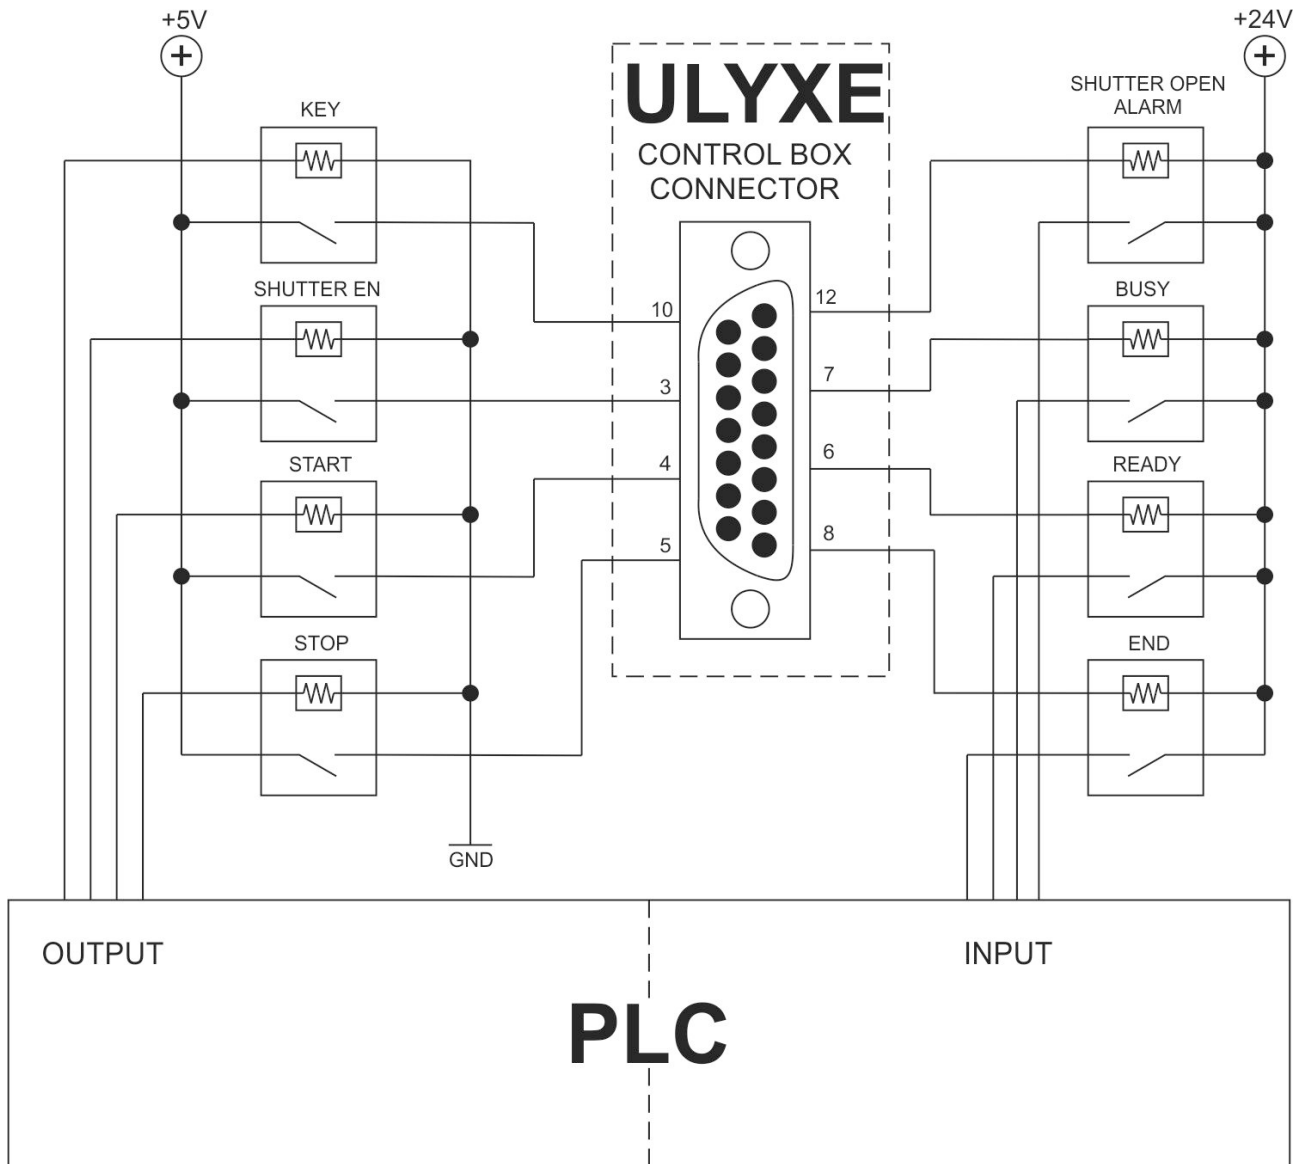 +5V
+24V
KEY
ULYXE
CONTROL BOX
CONNECTOR
SHUTTER OPEN
ALARM
SHUTTER EN
BUSY
10
12
3
7
START
4
6
READY
5
8
STOP
END
GND
OUTPUT
INPUT
PLC